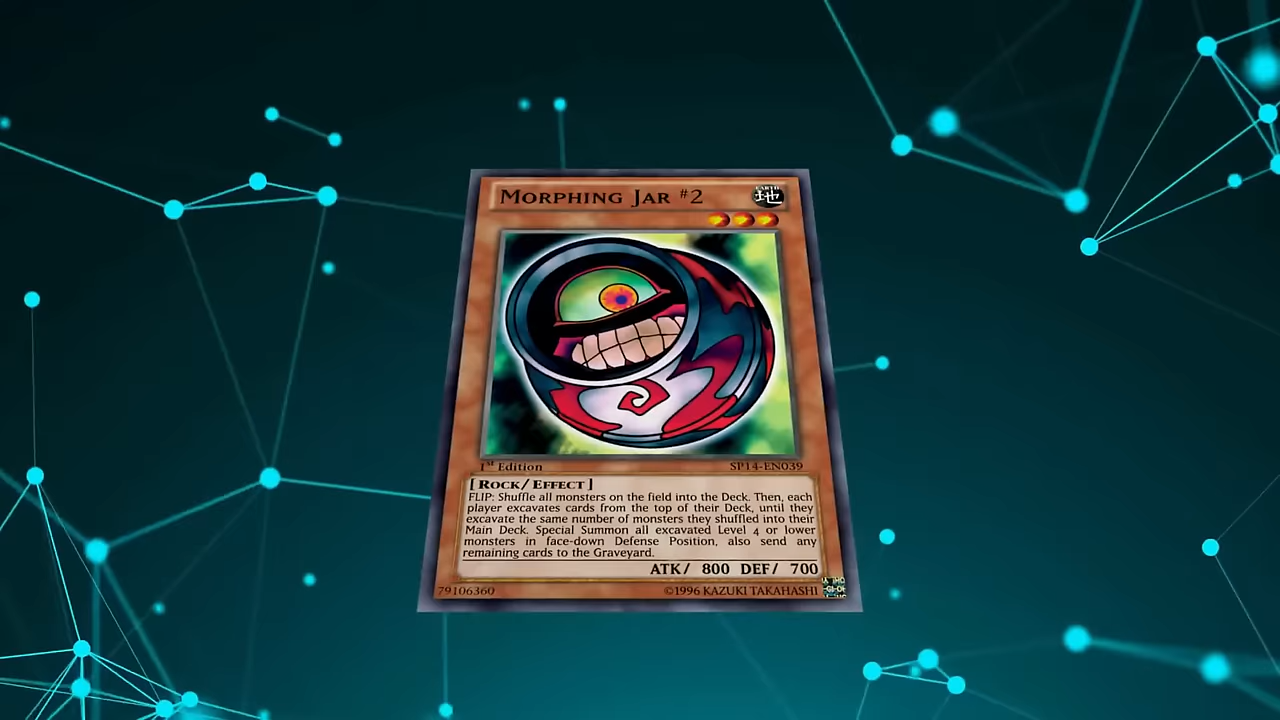 MORPHING JAR #2
EARTH
地
1st Edition
SP14-EN039
[ROCK/EFFECT]
FLIP: Shuffle all monsters on the field into the Deck. Then, each
player excavates cards from the top of their Deck, until they
excavate the same number of monsters they shuffled into their
Main Deck. Special Summon all excavated Level 4 or lower
monsters in face-down Defense Position, also send any
remaining cards to the Graveyard.
ATK/ 800 DEF/ 700
79106360
©1996 KAZUKI TAKAHASHI